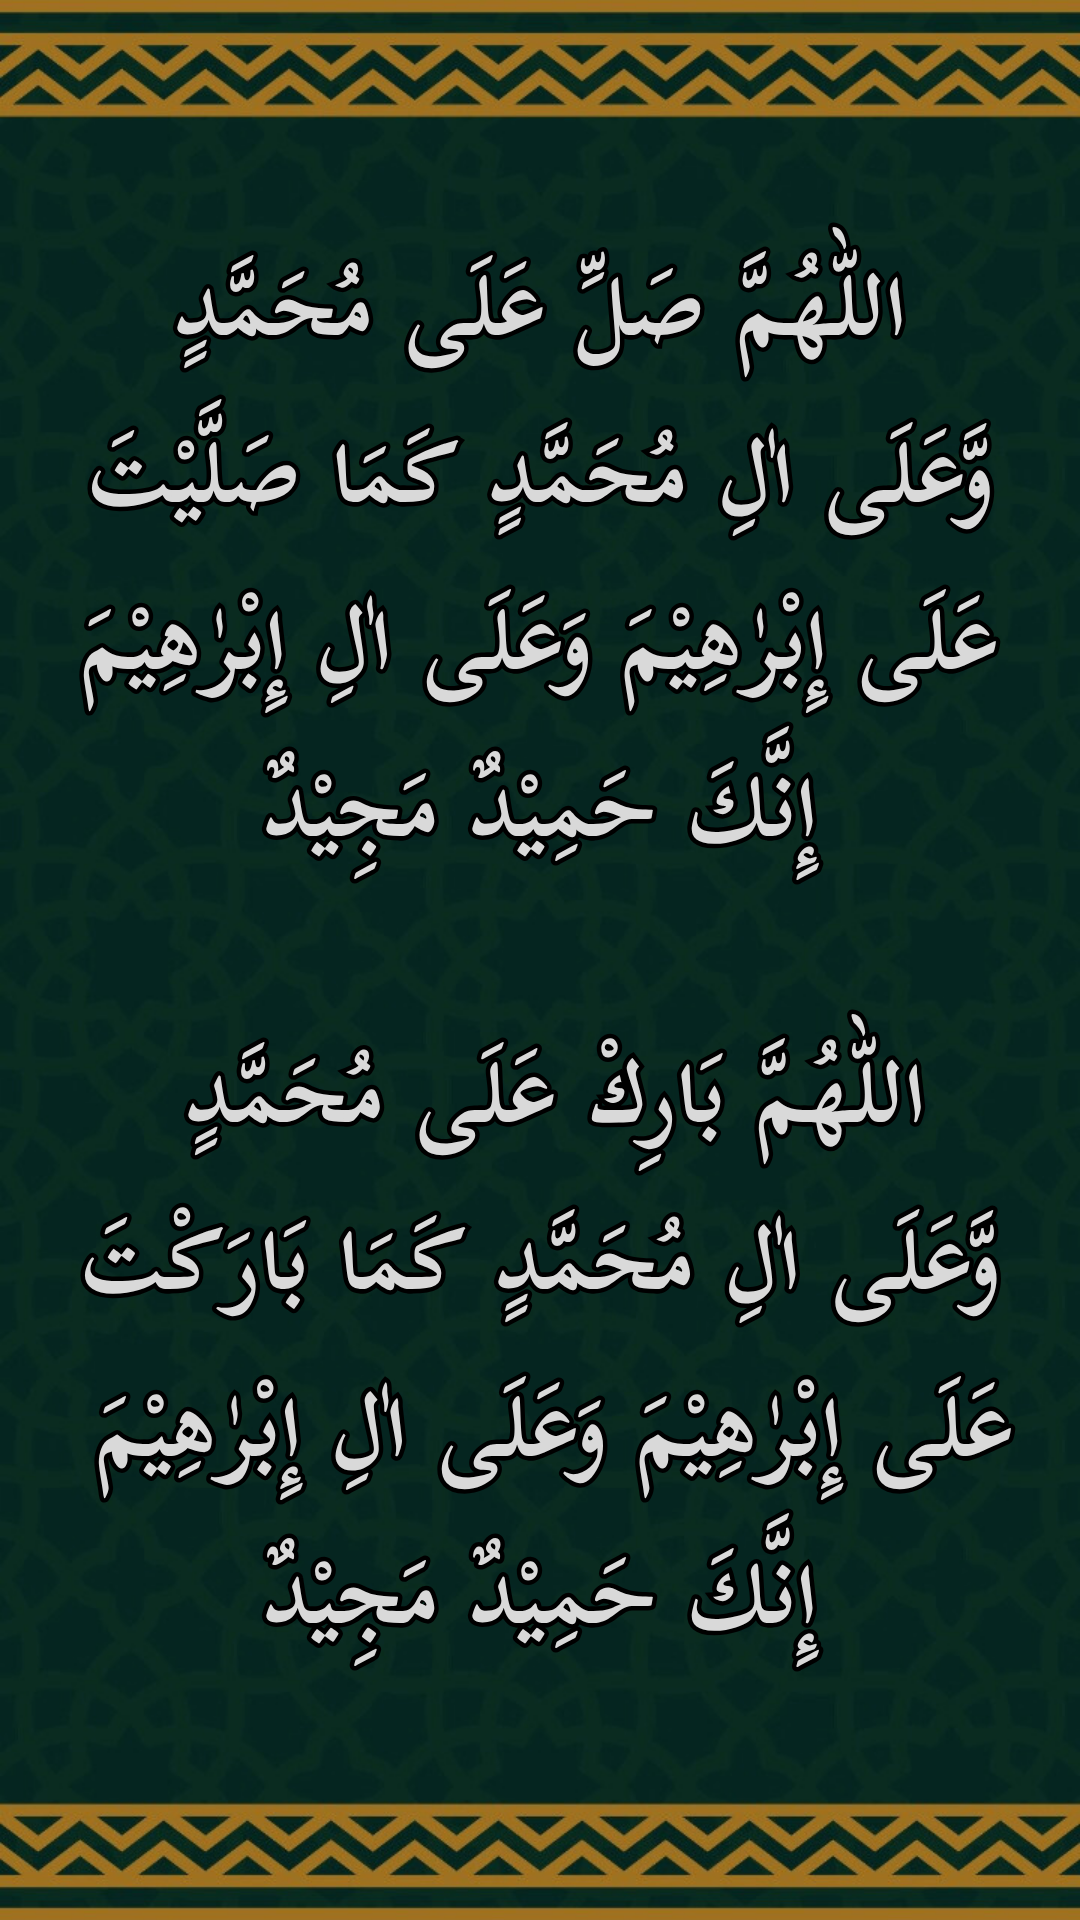 اللّٰهُمَّ صَلِّ عَلَى مُحَمَّدٍ
وَّعَلَى اٰلِ مُحَمَّدٍ كَمَا صَلَّيْتَ
عَلَى إِبْرٰهِيْمَ وَعَلَى اٰلِ إِبْرٰهِيْمَ
إِنَّكَ حَمِيْدٌ مَجِيْدٌ
اللّٰهُمَّ بَارِكْ عَلَى مُحَمَّدٍ
وَّعَلَى اٰلِ مُحَمَّدٍ كَمَا بَارَكْتَ
عَلَى إِبْرٰهِيْمَ وَعَلَى اٰلِ إِبْرٰهِيْمَ
إِنَّكَ حَمِيْدٌ مَجِيْدٌ